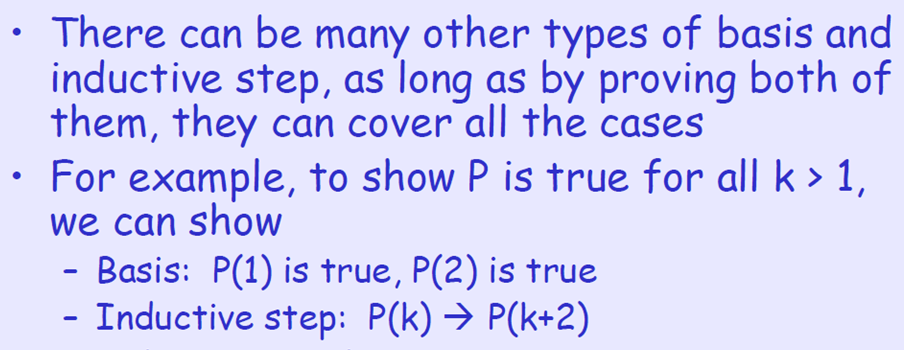 • There can be many other types of basis and
inductive step, as long as by proving both of
them, they can cover all the cases
• For example, to show P is true for all k > 1,
we can show
– Basis: P(1) is true, P(2) is true
– Inductive step: P(k) → P(k+2)